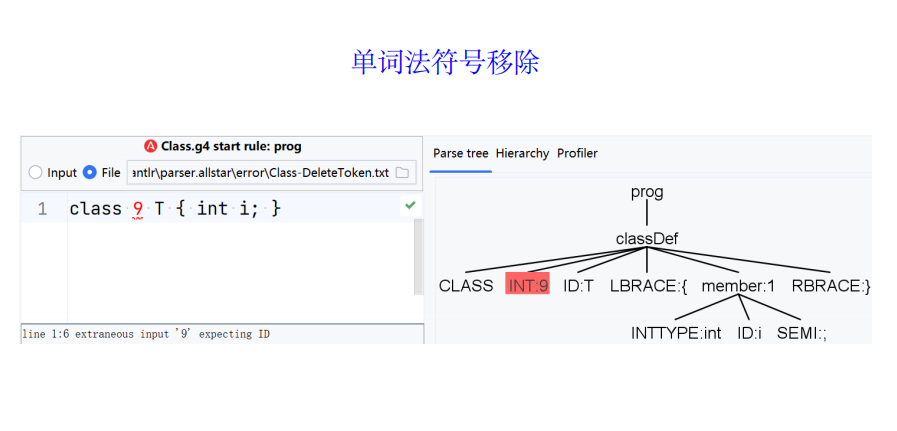 单词法符号移除
Class.g4 start rule: prog
Input File antlr\parser.allstar\error\Class-DeleteToken.txt
1 class 9 T { int i; }
line 1:6 extraneous input '9' expecting ID
Parse tree Hierarchy Profiler
prog
classDef
CLASS INT:9 ID:T LBRACE:{ member:1 RBRACE:}
INTTYPE:int ID:i SEMI:;